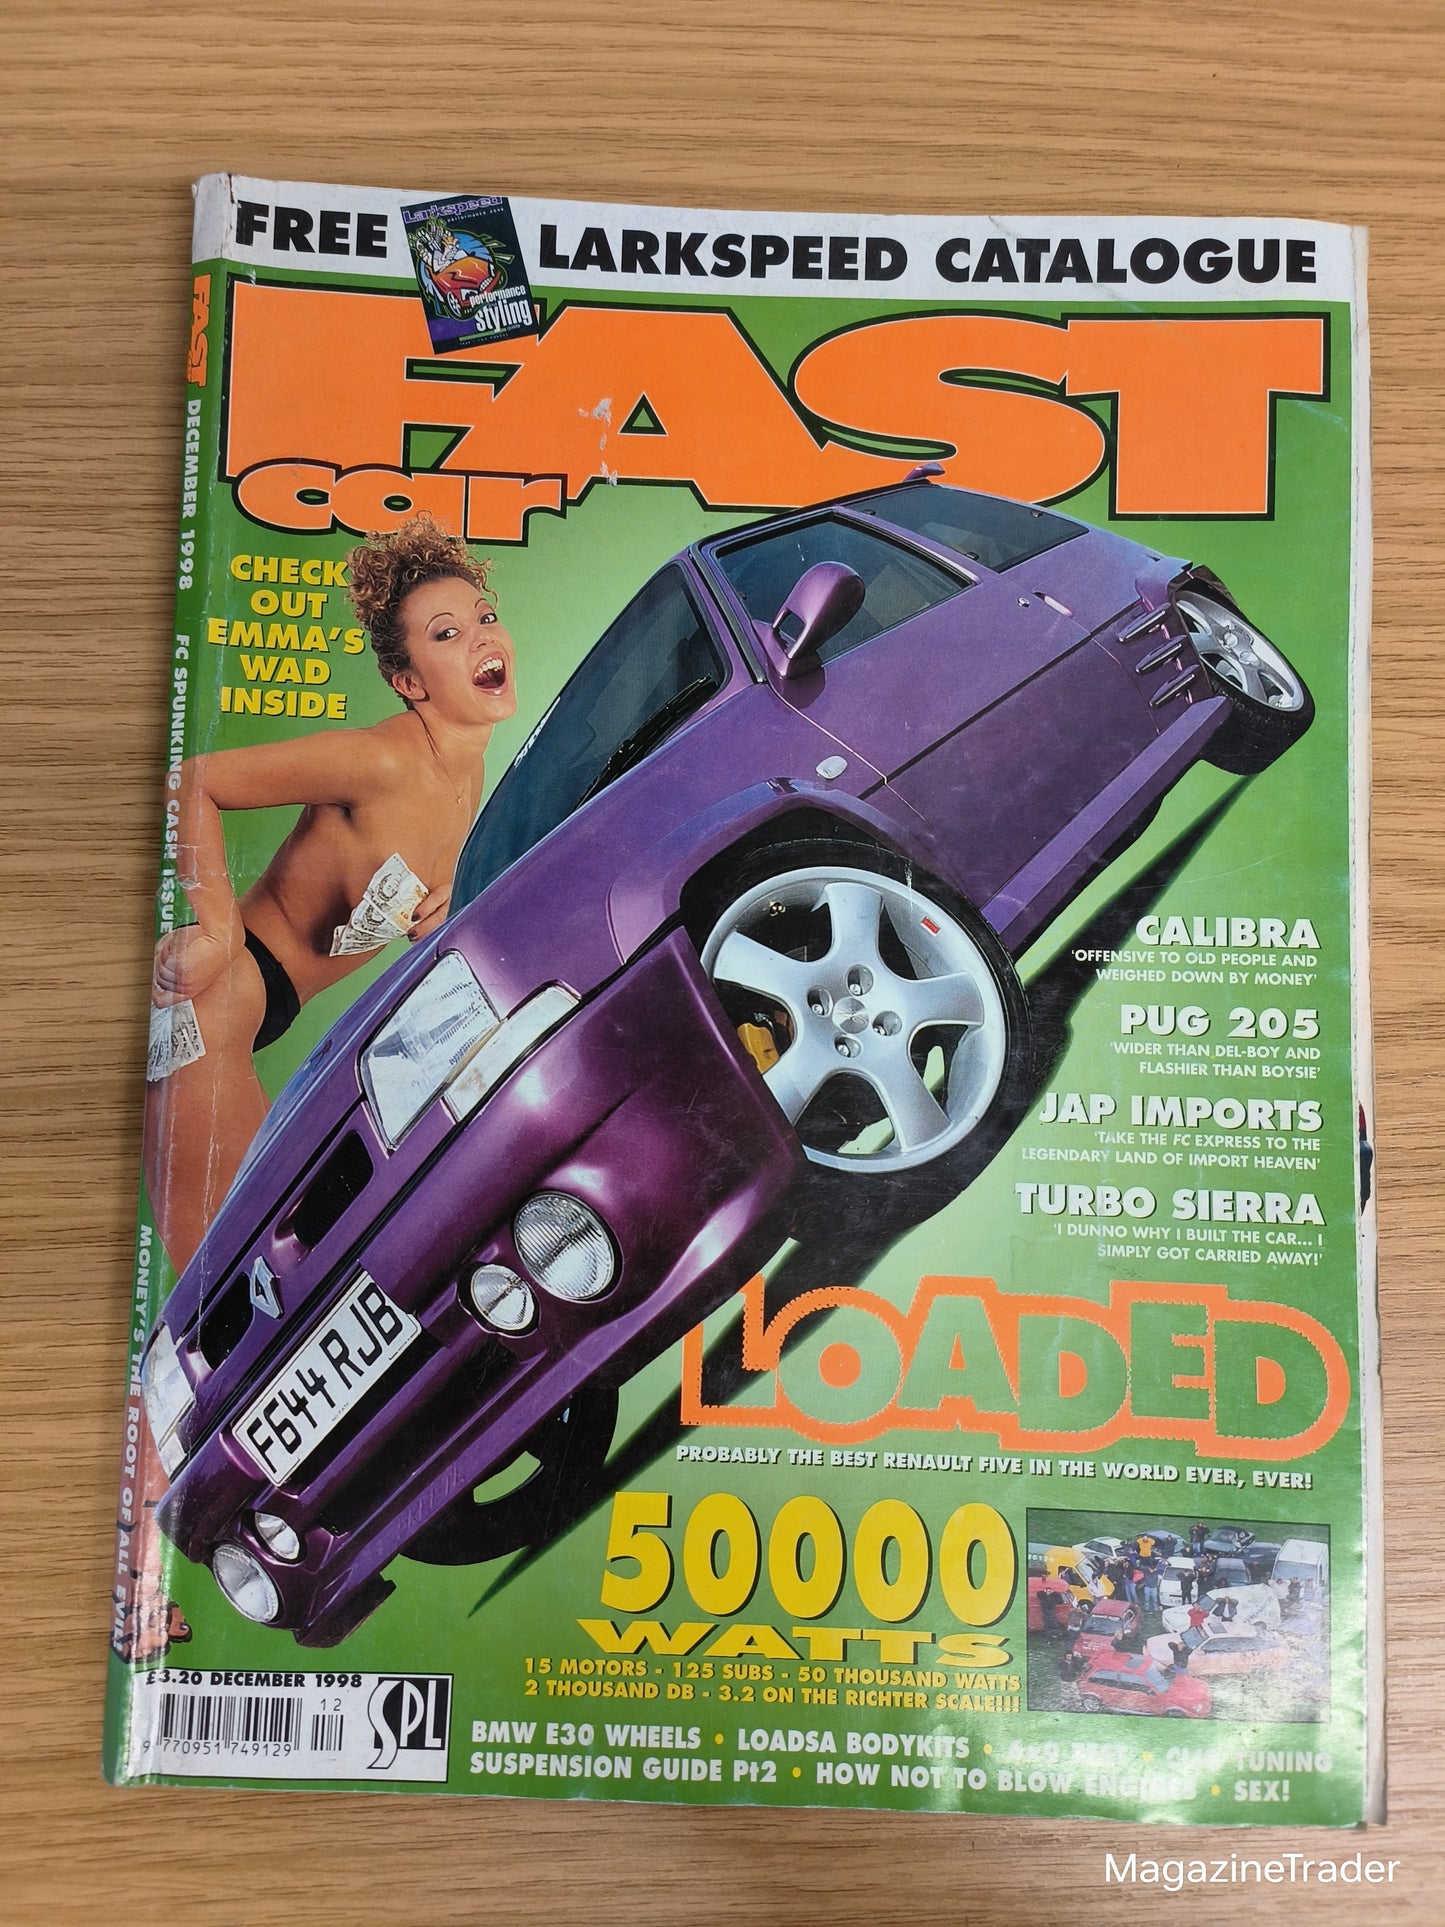 FREE LARKSPEED CATALOGUE
Larkspeed
performance
styling
FAST
car
CHECK
OUT
EMMA'S
WAD
INSIDE
FAST
DECEMBER 1998
FC SPUNKING CASH ISSUE
MONEY'S THE ROOT OF ALL EVIL!
CALIBRA
'OFFENSIVE TO OLD PEOPLE AND
WEIGHED DOWN BY MONEY'
PUG 205
'WIDER THAN DEL-BOY AND
FLASHIER THAN BOYSIE'
JAP IMPORTS
'TAKE THE FC EXPRESS TO THE
LEGENDARY LAND OF IMPORT HEAVEN'
TURBO SIERRA
'I DUNNO WHY I BUILT THE CAR... I
SIMPLY GOT CARRIED AWAY!'
F644 RJB
LOADED
PROBABLY THE BEST RENAULT FIVE IN THE WORLD EVER, EVER!
50000
WATTS
15 MOTORS - 125 SUBS - 50 THOUSAND WATTS
2 THOUSAND DB - 3.2 ON THE RICHTER SCALE!!!
£3.20 DECEMBER 1998
12
9 770951 749129
SPL
BMW E30 WHEELS • LOADSA BODYKITS • TUNING
SUSPENSION GUIDE Pt2 • HOW NOT TO BLOW ENGINES • SEX!
MagazineTrader